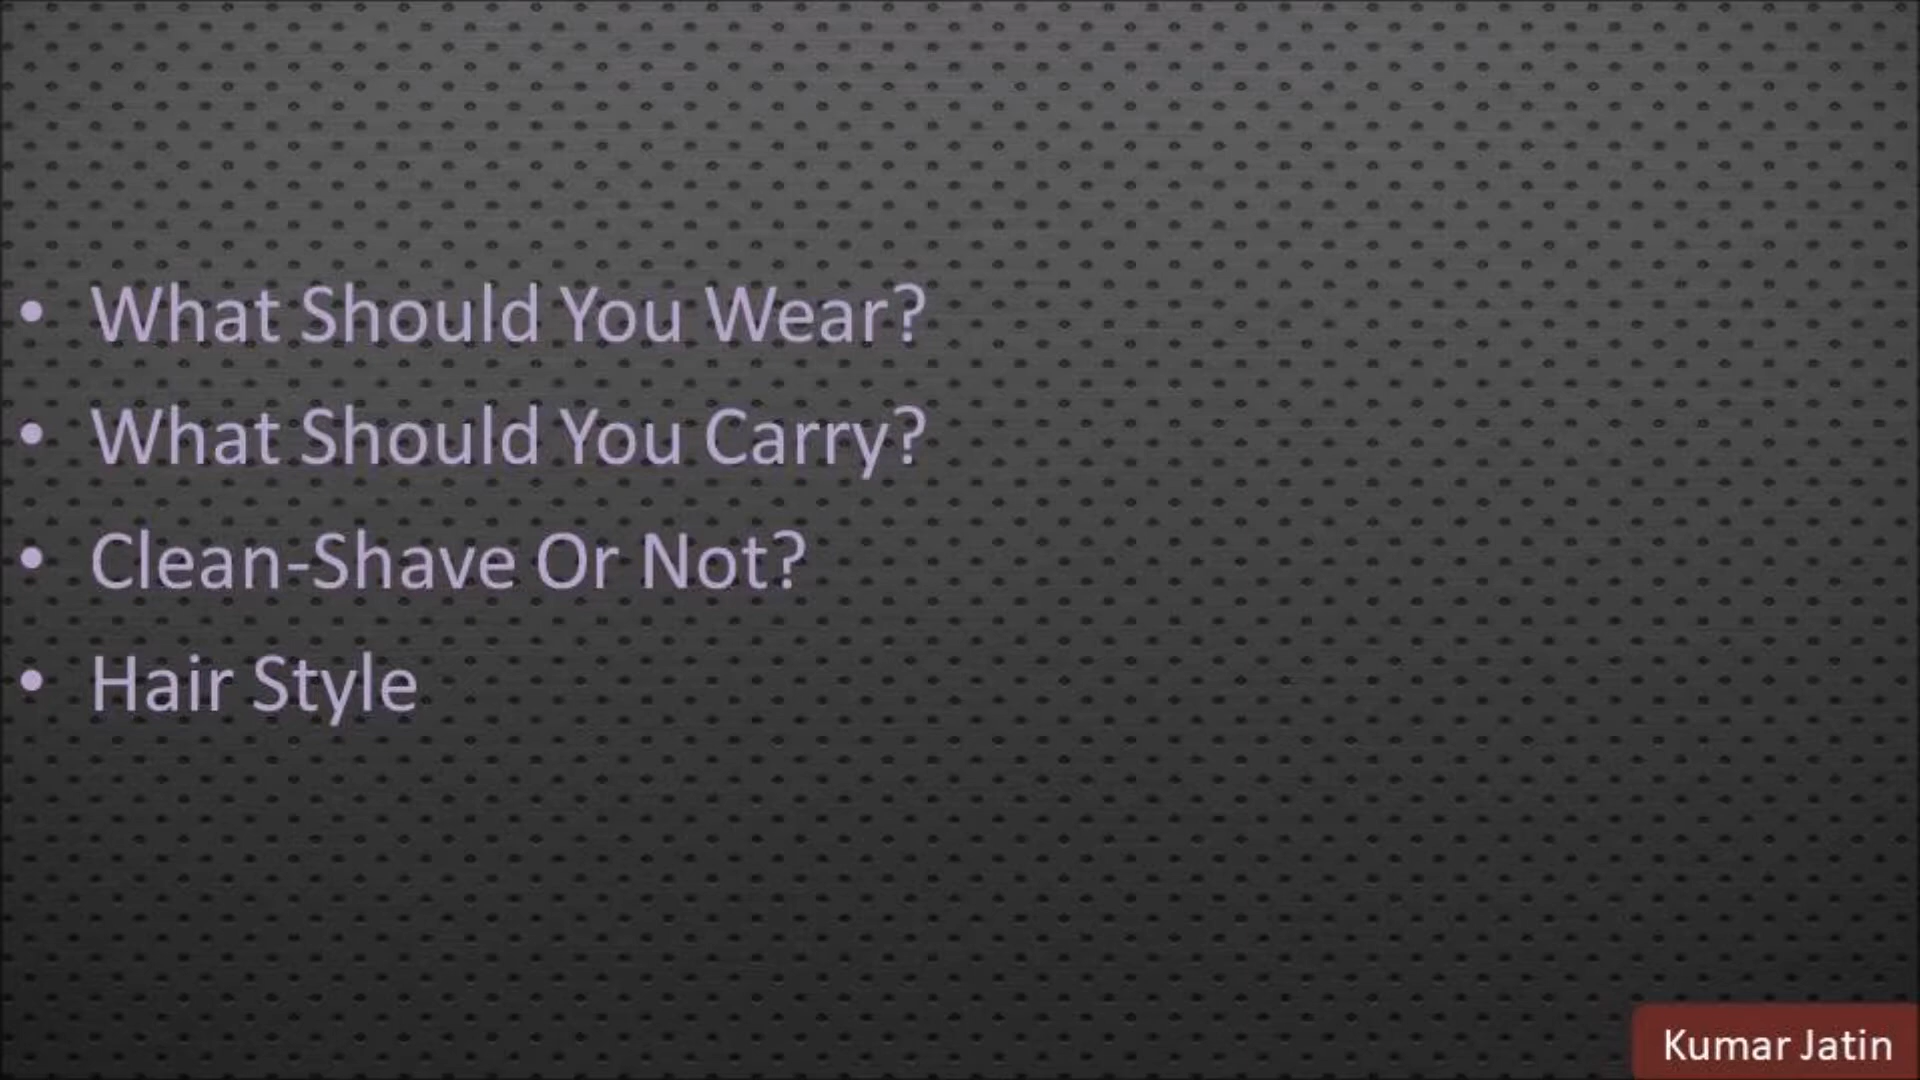 • What Should You Wear?
• What Should You Carry?
• Clean-Shave Or Not?
• Hair Style
Kumar Jatin